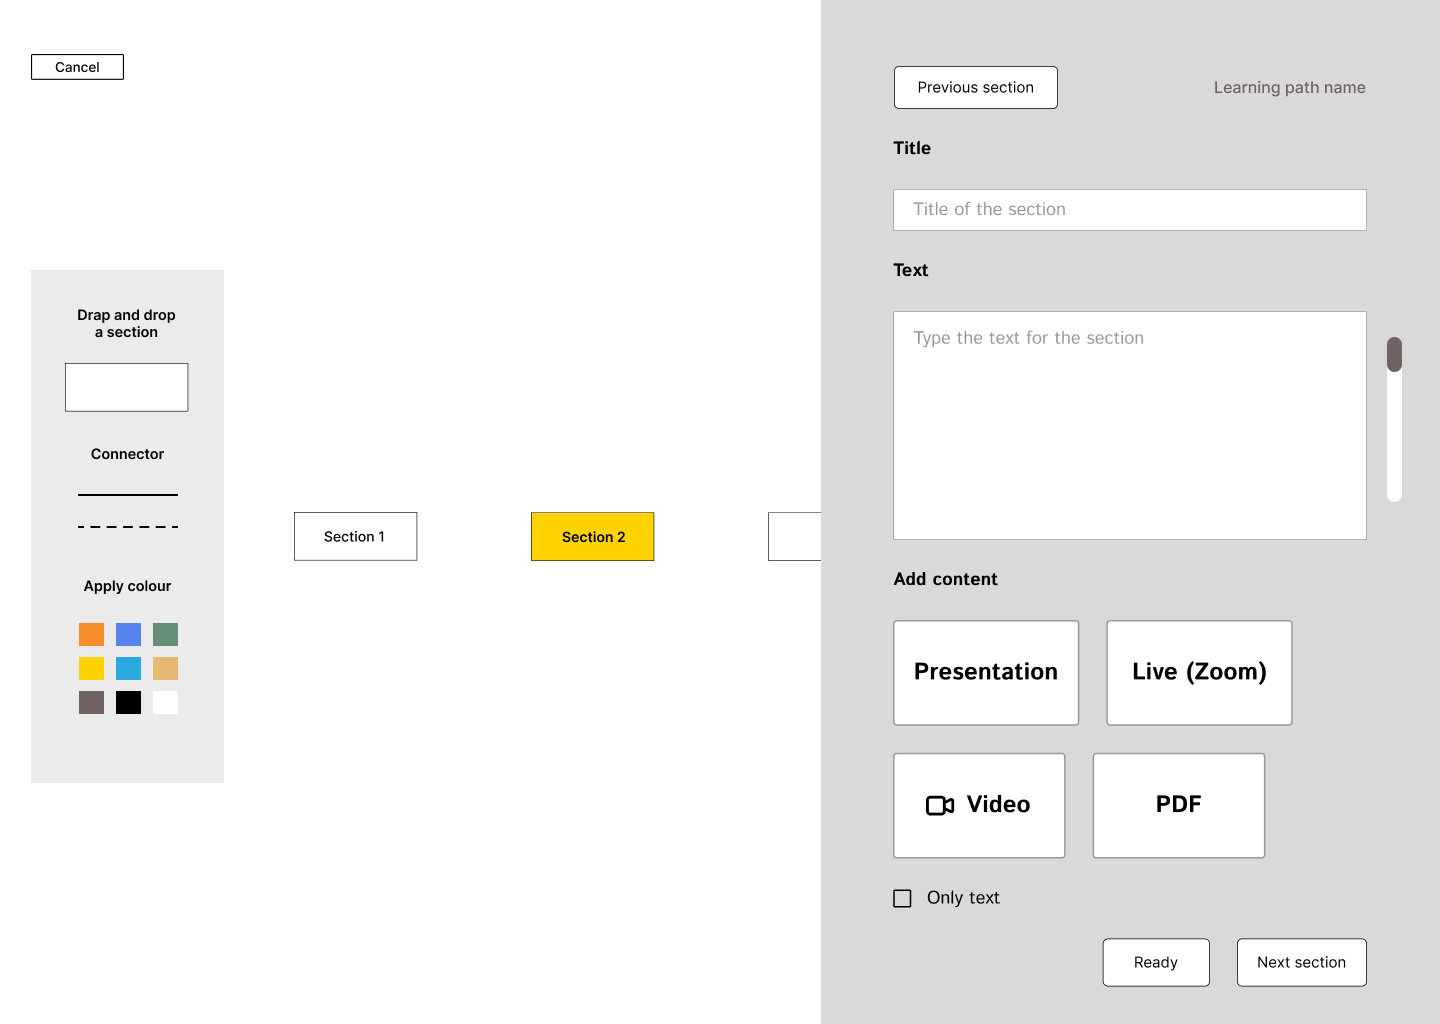 Cancel
Drap and drop
a section
Connector
Apply colour
Section 1
Section 2
Previous section
Learning path name
Title
Title of the section
Text
Type the text for the section
Add content
Presentation
Live (Zoom)
Video
PDF
Only text
Ready
Next section